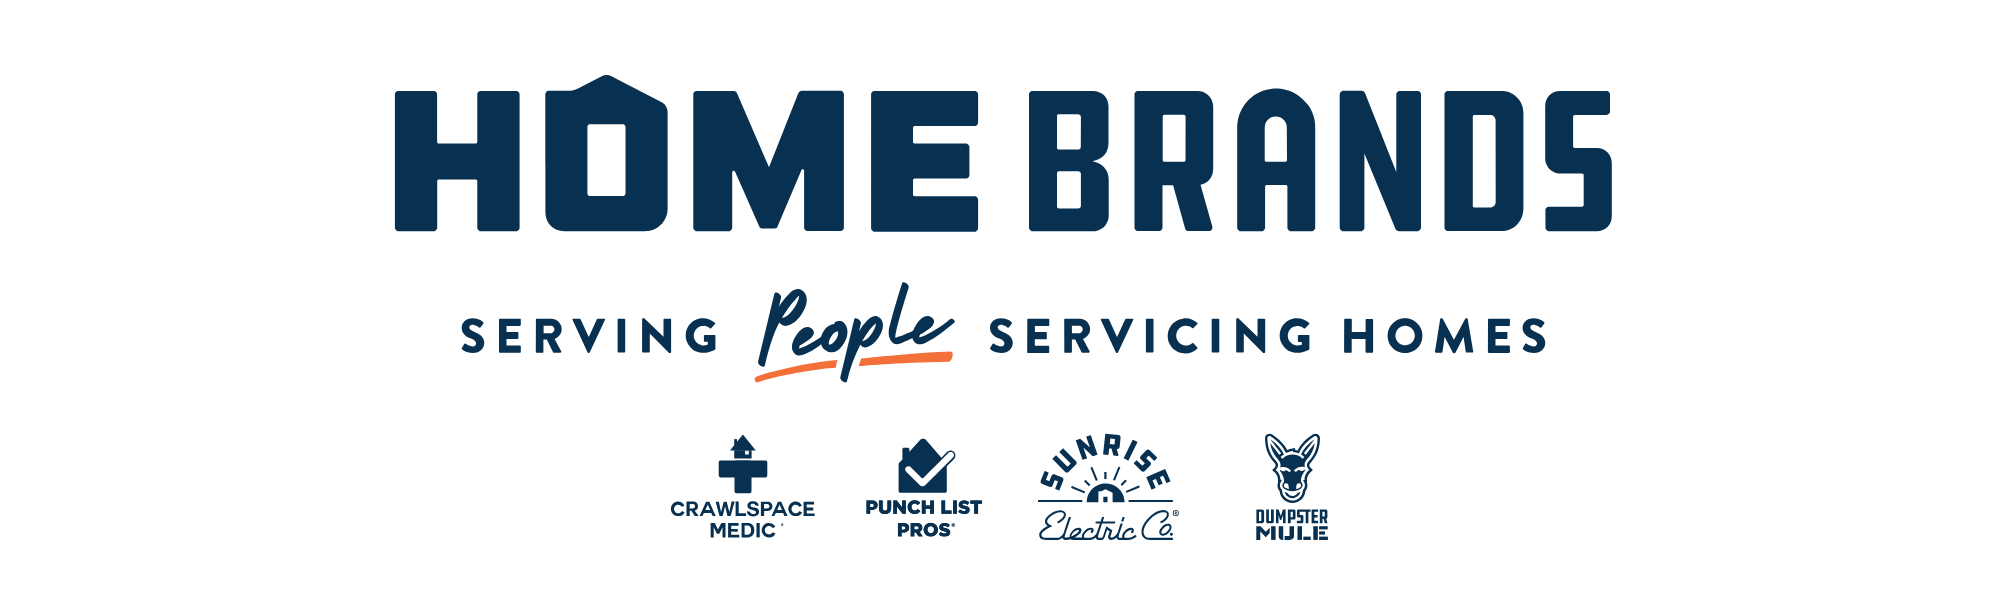 HOME BRANDS
SERVING People SERVICING HOMES
CRAWLSPACE
MEDIC
PUNCH LIST
PROS®
SUNRISE
Electric Co.®
DUMPSTER
MULE